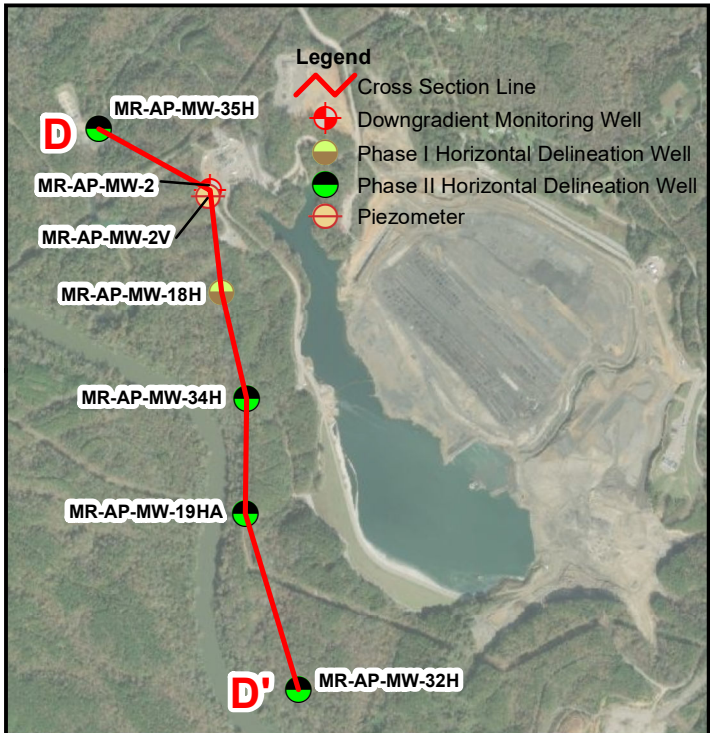 Legend
Cross Section Line
Downgradient Monitoring Well
Phase I Horizontal Delineation Well
Phase II Horizontal Delineation Well
Piezometer
MR-AP-MW-35H
D
MR-AP-MW-2
MR-AP-MW-2V
MR-AP-MW-18H
MR-AP-MW-34H
MR-AP-MW-19HA
D'
MR-AP-MW-32H